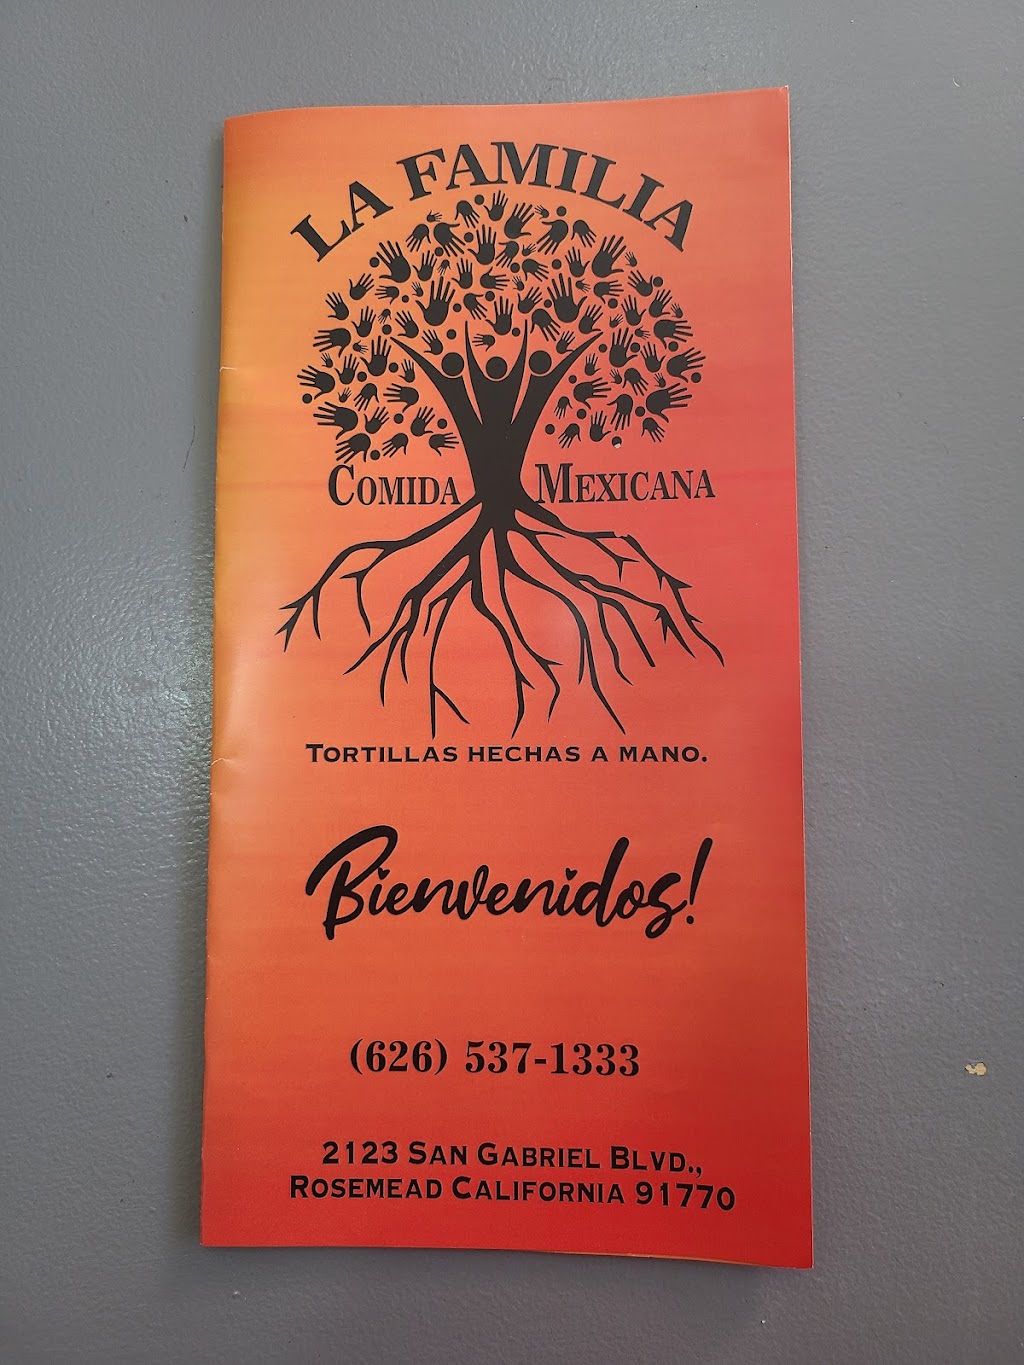 LA FAMILIA
COMIDA MEXICANA
TORTILLAS HECHAS A MANO.
Bienvenidos!
(626) 537-1333
2123 SAN GABRIEL BLVD.,
ROSEMEAD CALIFORNIA 91770